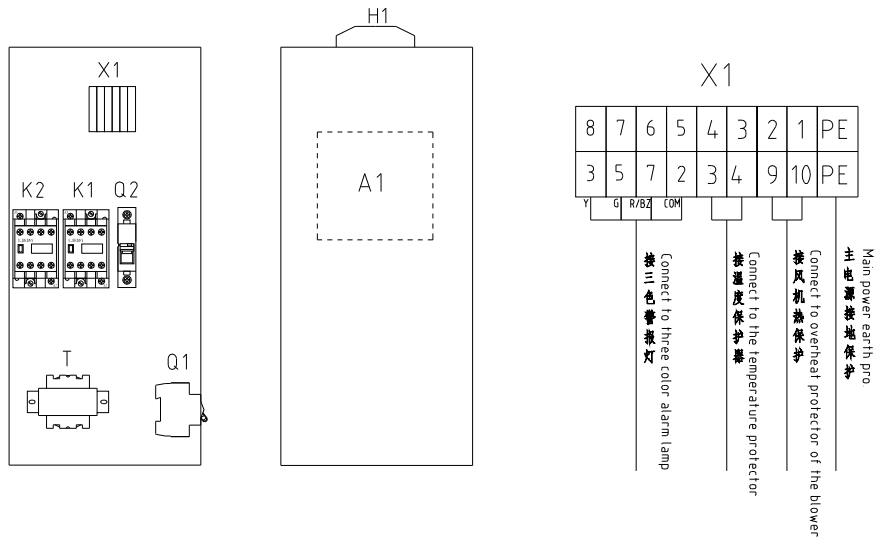 H1
X1
K2 K1 Q2
T
Q1
A1
X1
8 7 6 5 4 3 2 1 PE
3 5 7 2 3 4 9 10 PE
Y G R/BZ COM
接三色警报灯
Connect to three color alarm lamp
接温度保护器
Connect to the temperature protector
接风机热保护
Connect to overheat protector of the blower
主电源接地保护
Main power earth pro.